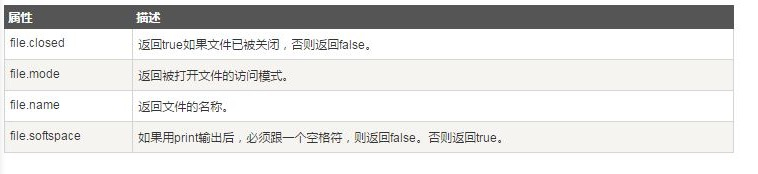 属性 描述
file.closed 返回true如果文件已被关闭，否则返回false。
file.mode 返回被打开文件的访问模式。
file.name 返回文件的名称。
file.softspace 如果用print输出后，必须跟一个空格符，则返回false。否则返回true。